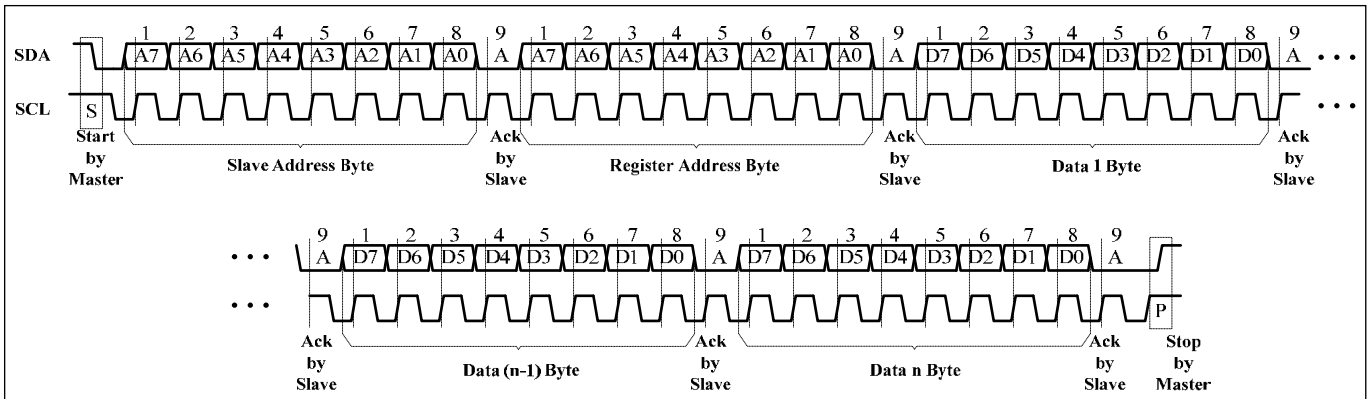 1 2 3 4 5 6 7 8 9 1 2 3 4 5 6 7 8 9 1 2 3 4 5 6 7 8 9
SDA A7 A6 A5 A4 A3 A2 A1 A0 A A7 A6 A5 A4 A3 A2 A1 A0 A D7 D6 D5 D4 D3 D2 D1 D0 A • • •
SCL S • • •
Start by Master
Slave Address Byte
Ack by Slave
Register Address Byte
Ack by Slave
Data 1 Byte
Ack by Slave
9 1 2 3 4 5 6 7 8 9 1 2 3 4 5 6 7 8 9
• • • A D7 D6 D5 D4 D3 D2 D1 D0 A D7 D6 D5 D4 D3 D2 D1 D0 A
• • • P
Ack by Slave
Data (n-1) Byte
Ack by Slave
Data n Byte
Ack by Slave
Stop by Master